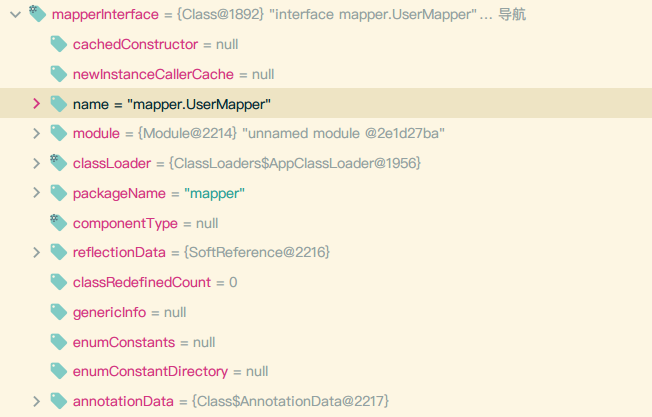 mapperInterface = {Class@1892} "interface mapper.UserMapper"... 导航
cachedConstructor = null
newInstanceCallerCache = null
name = "mapper.UserMapper"
module = {Module@2214} "unnamed module @2e1d27ba"
classLoader = {ClassLoaders$AppClassLoader@1956}
packageName = "mapper"
componentType = null
reflectionData = {SoftReference@2216}
classRedefinedCount = 0
genericInfo = null
enumConstants = null
enumConstantDirectory = null
annotationData = {Class$AnnotationData@2217}